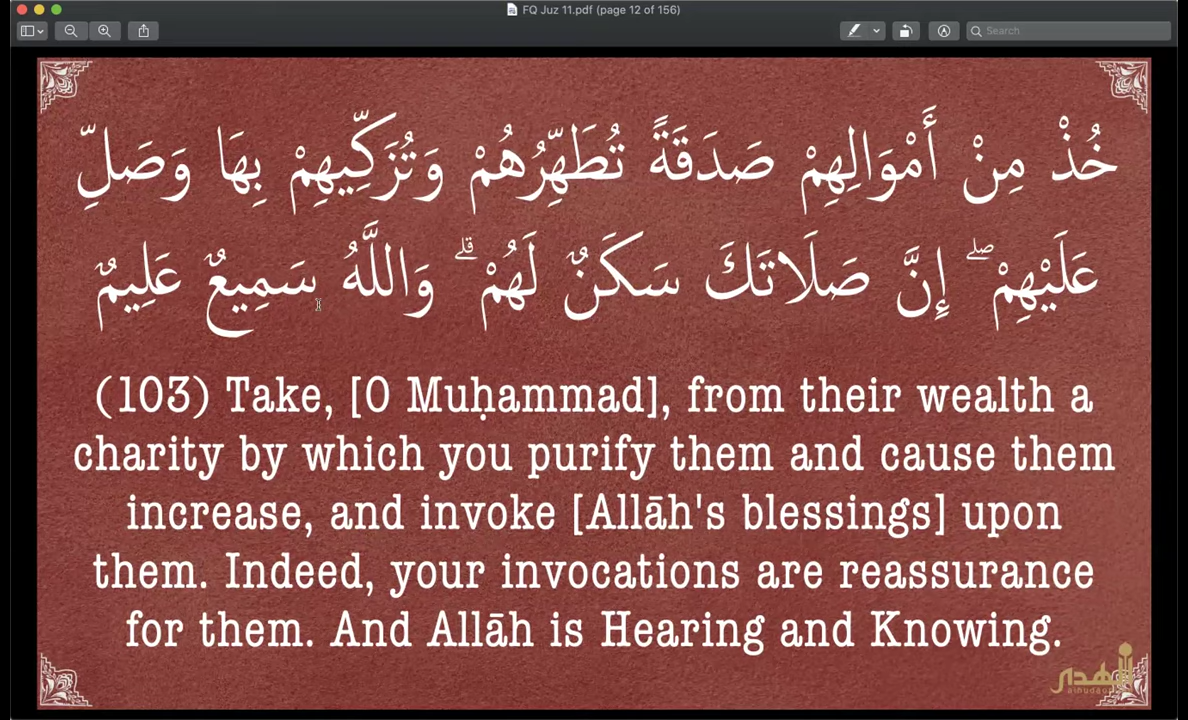 FQ Juz 11.pdf (page 12 of 156)
Search
خُذْ مِنْ أَمْوَالِهِمْ صَدَقَةً تُطَهِّرُهُمْ وَتُزَكِّيهِمْ بِهَا وَصَلِّ
عَلَيْهِمْ ۖ إِنَّ صَلَاتَكَ سَكَنٌ لَهُمْ ۗ وَاللَّهُ سَمِيعٌ عَلِيمٌ
(103) Take, [O Muḥammad], from their wealth a
charity by which you purify them and cause them
increase, and invoke [Allāh's blessings] upon
them. Indeed, your invocations are reassurance
for them. And Allāh is Hearing and Knowing.
الهدى